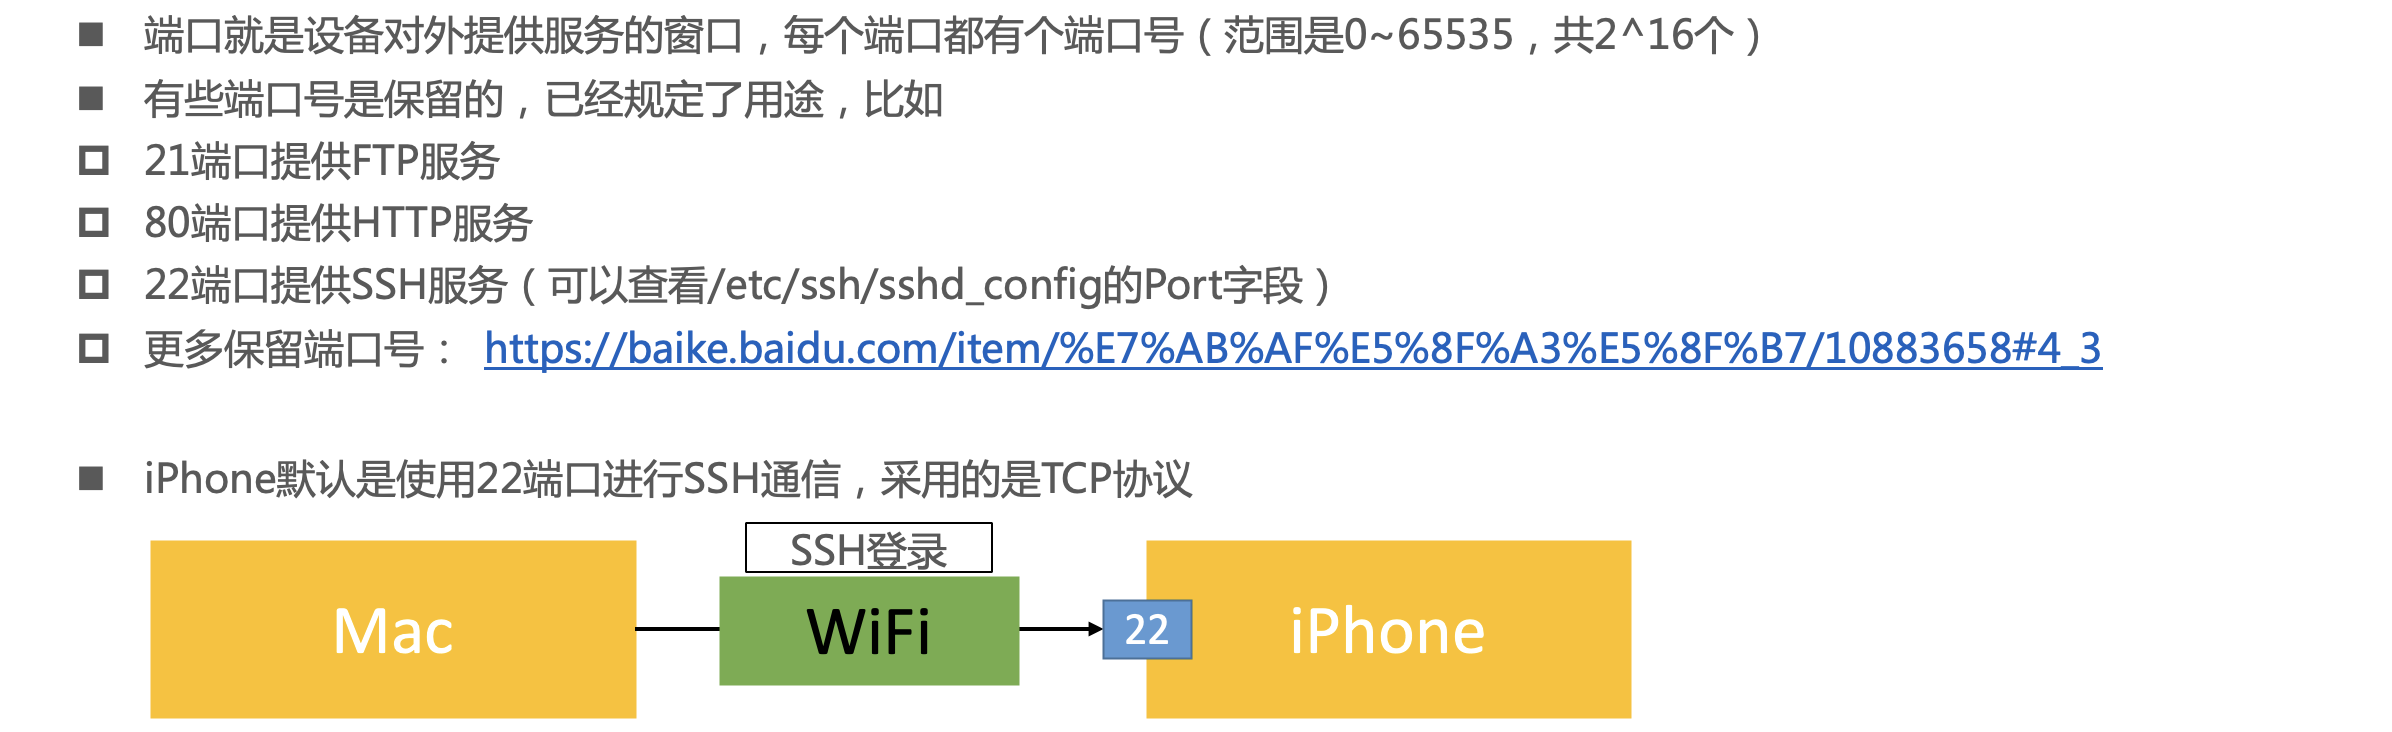 端口就是设备对外提供服务的窗口，每个端口都有个端口号（范围是0~65535，共2^16个）
有些端口号是保留的，已经规定了用途，比如
21端口提供FTP服务
80端口提供HTTP服务
22端口提供SSH服务（可以查看/etc/ssh/sshd_config的Port字段）
更多保留端口号： https://baike.baidu.com/item/%E7%AB%AF%E5%8F%A3%E5%8F%B7/10883658#4_3
iPhone默认是使用22端口进行SSH通信，采用的是TCP协议
SSH登录
Mac
WiFi
22
iPhone